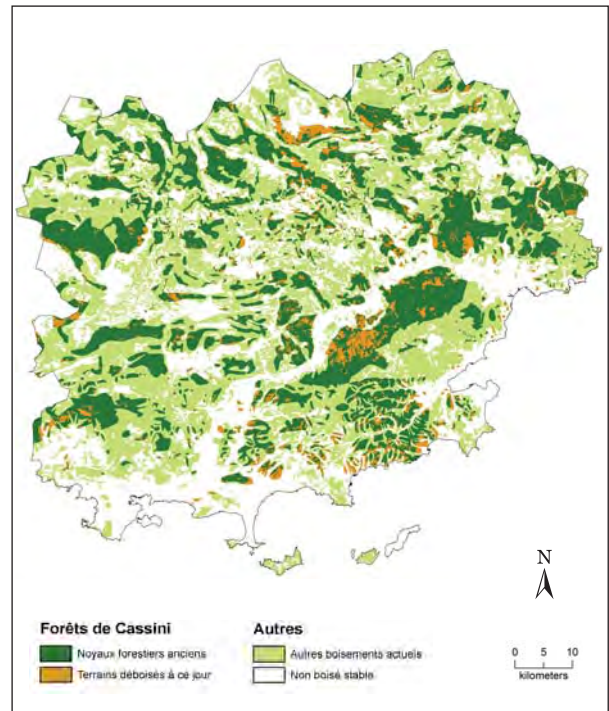 N
Forêts de Cassini
Noyaux forestiers anciens
Terrains déboisés à ce jour
Autres
Autres boisements actuels
Non boisé stable
0 5 10
kilometers